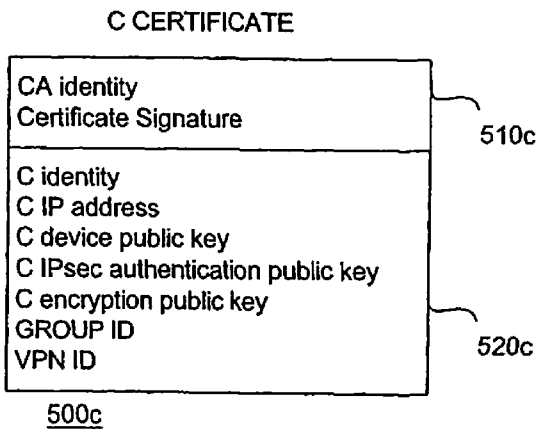 C CERTIFICATE
CA identity
Certificate Signature
510c
C identity
C IP address
C device public key
C IPsec authentication public key
C encryption public key
GROUP ID
VPN ID
520c
500c